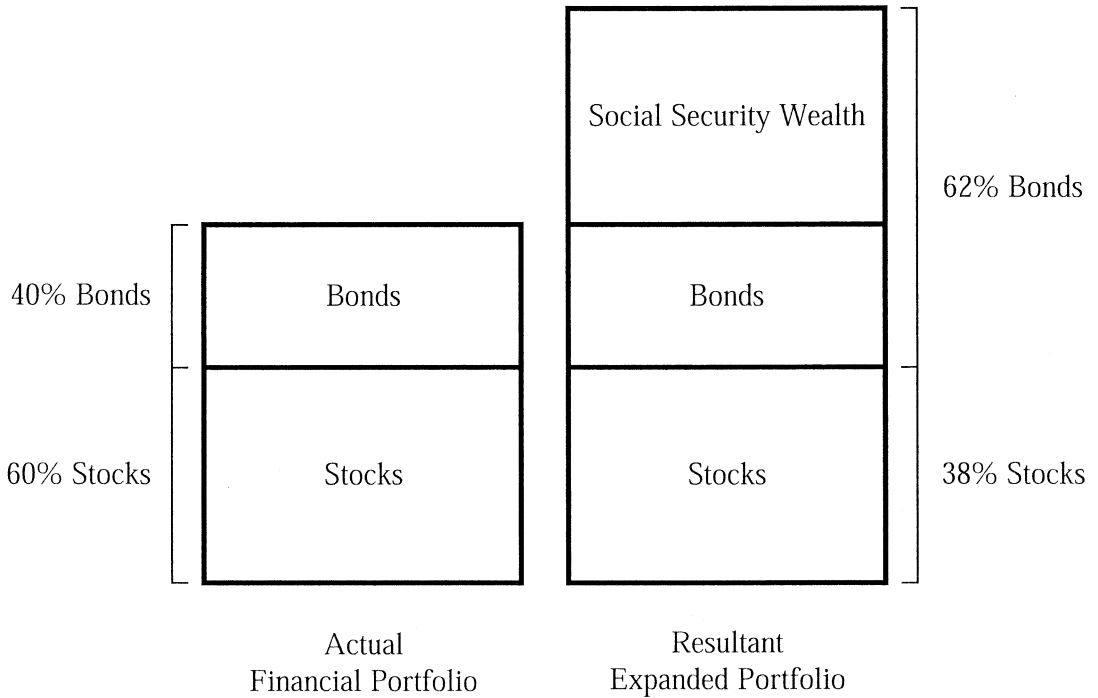 Social Security Wealth
62% Bonds
40% Bonds
Bonds
Bonds
60% Stocks
Stocks
Stocks
38% Stocks
Actual
Financial Portfolio
Resultant
Expanded Portfolio